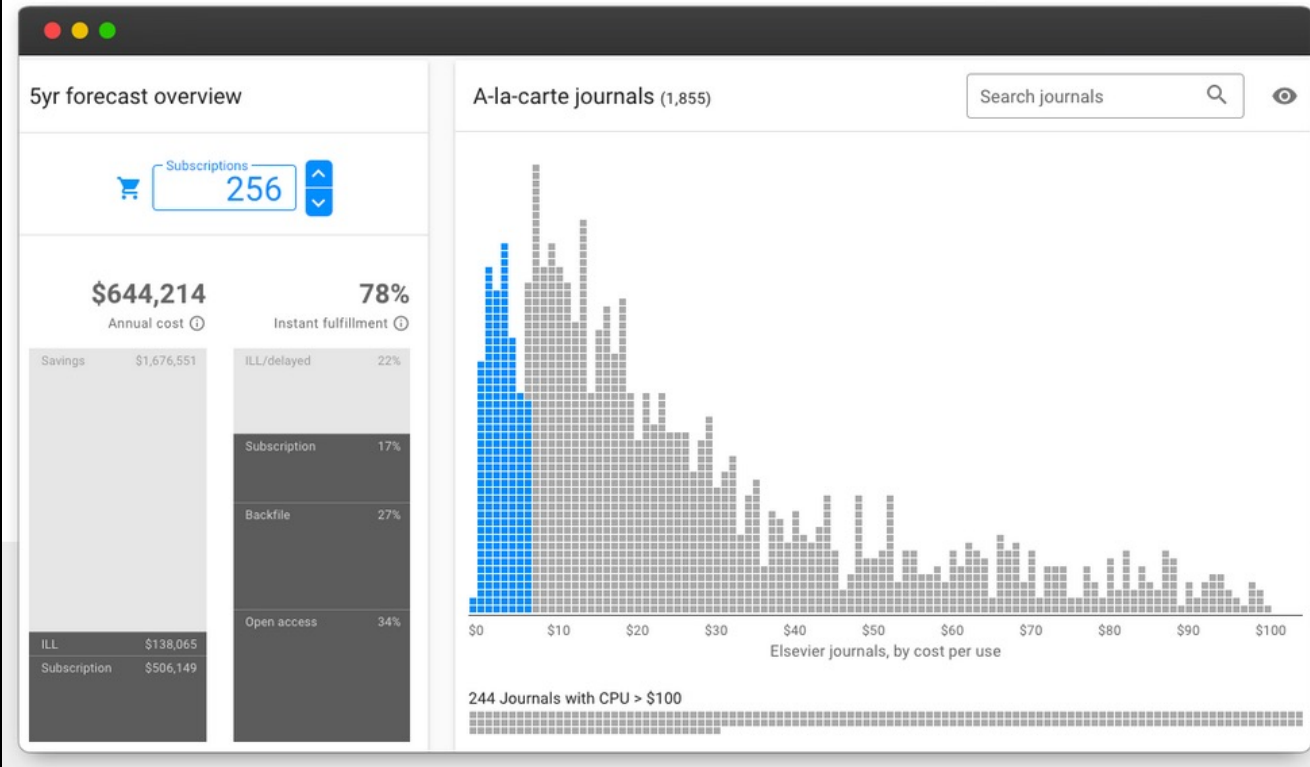 5yr forecast overview
Subscriptions
256
$644,214
Annual cost
78%
Instant fulfillment
Savings $1,676,551
ILL $138,065
Subscription $506,149
ILL/delayed 22%
Subscription 17%
Backfile 27%
Open access 34%
A-la-carte journals (1,855)
Search journals
$0 $10 $20 $30 $40 $50 $60 $70 $80 $90 $100
Elsevier journals, by cost per use
244 Journals with CPU > $100